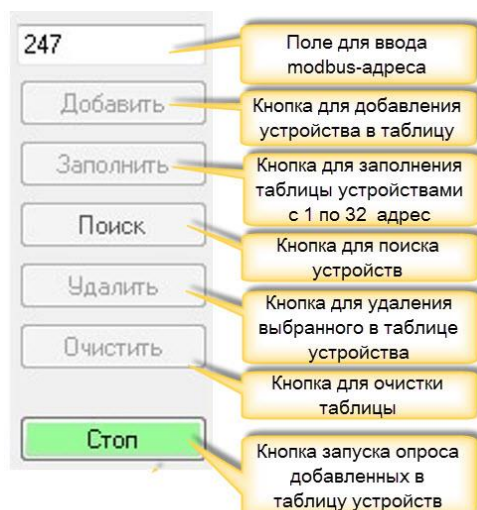 247
Поле для ввода
modbus-адреса
Добавить
Кнопка для добавления
устройства в таблицу
Заполнить
Кнопка для заполнения
таблицы устройствами
с 1 по 32 адрес
Поиск
Кнопка для поиска
устройств
Удалить
Кнопка для удаления
выбранного в таблице
устройства
Очистить
Кнопка для очистки
таблицы
Стоп
Кнопка запуска опроса
добавленных в
таблицу устройств